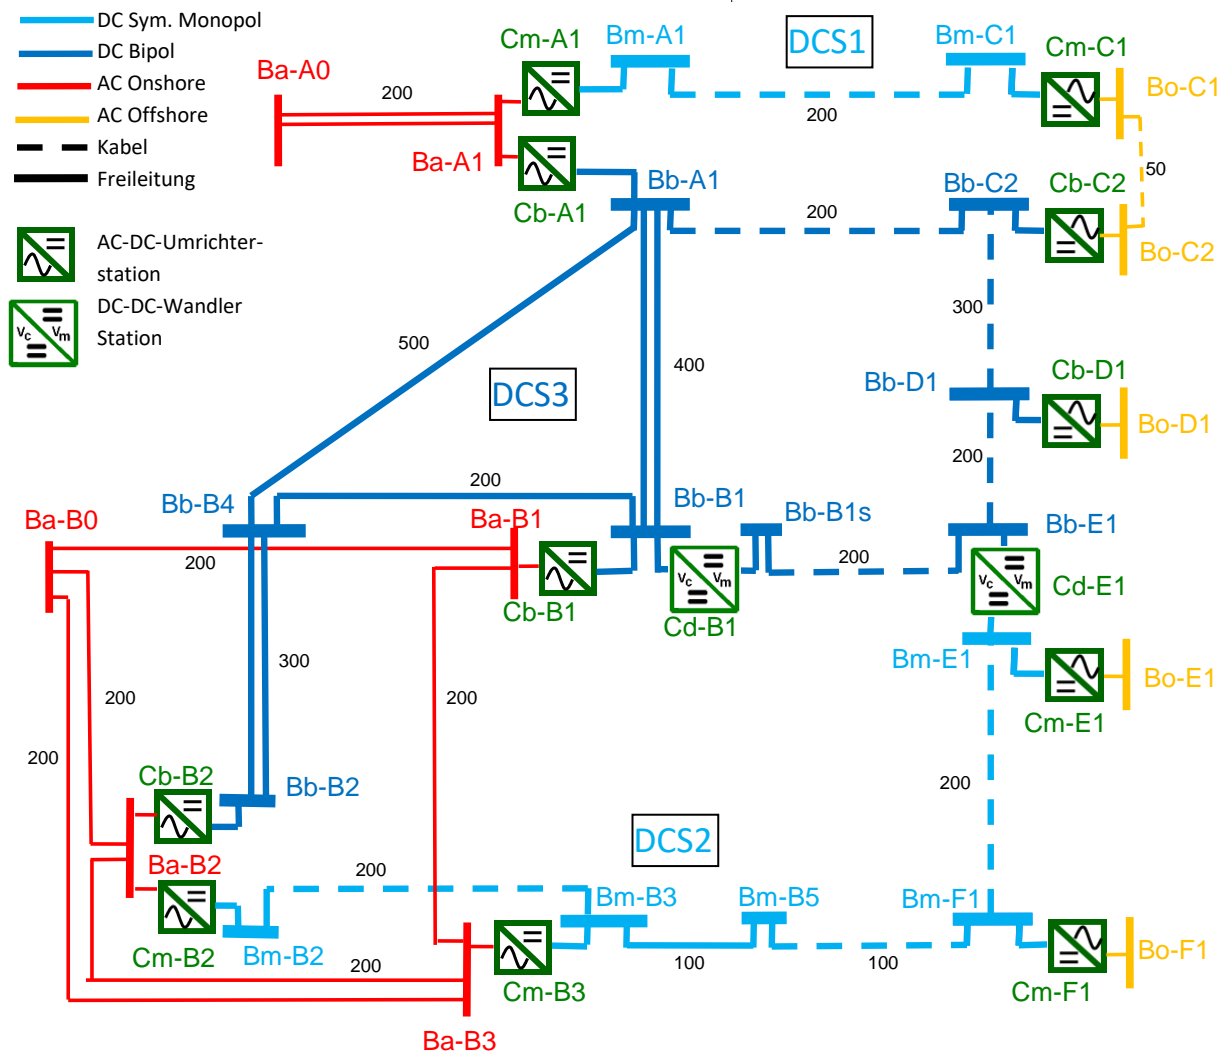 DC Sym. Monopol
DC Bipol
AC Onshore
AC Offshore
Kabel
Freileitung
AC-DC-Umrichter-
station
DC-DC-Wandler
Station
Vc
Vm
Cm-A1
Bm-A1
DCS1
Bm-C1
Cm-C1
Ba-A0
200
200
Bo-C1
Ba-A1
Cb-A1
Bb-A1
200
Bb-C2
Cb-C2
50
Bo-C2
500
DCS3
400
300
Bb-D1
Cb-D1
Bo-D1
200
Bb-B4
200
Bb-B1
Bb-B1s
Bb-E1
Ba-B0
Ba-B1
200
Cb-B1
Vc
Vm
Cd-B1
200
Vc
Vm
Cd-E1
300
Bm-E1
Bo-E1
Cm-E1
200
200
200
Cb-B2
Bb-B2
200
DCS2
Ba-B2
200
Bm-B3
Bm-B5
Bm-F1
Cm-B2
Bm-B2
200
Cm-B3
100
100
Cm-F1
Bo-F1
Ba-B3